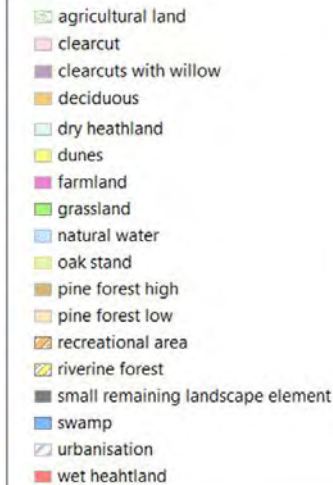 agricultural land
clearcut
clearcuts with willow
deciduous
dry heathland
dunes
farmland
grassland
natural water
oak stand
pine forest high
pine forest low
recreational area
riverine forest
small remaining landscape element
swamp
urbanisation
wet heahtland